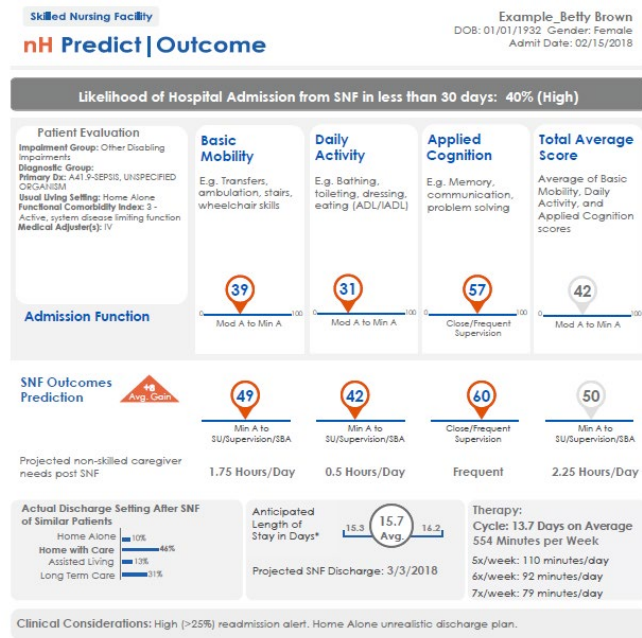 Skilled Nursing Facility
nH Predict|Outcome
Example_Betty Brown
DOB: 01/01/1932 Gender: Female
Admit Date: 02/15/2018
Likelihood of Hospital Admission from SNF in less than 30 days: 40% (High)
Patient Evaluation
Impairment Group: Other Disabling
Impairments
Diagnostic Group:
Primary Dx: A41.9-SEPSIS, UNSPECIFIED
ORGANISM
Usual Living Setting: Home Alone
Functional Comorbidity Index: 3 -
Active, system disease limiting function
Medical Adjuster(s): IV
Admission Function
Basic
Mobility
E.g. Transfers,
ambulation, stairs,
wheelchair skills
39
0 100
Mod A to Min A
Daily
Activity
E.g. Bathing,
toileting, dressing,
eating (ADL/IADL)
31
0 100
Mod A to Min A
Applied
Cognition
E.g. Memory,
communication,
problem solving
57
0 100
Close/Frequent
Supervision
Total Average
Score
Average of Basic
Mobility, Daily
Activity, and
Applied Cognition
scores
42
0 100
Mod A to Min A
SNF Outcomes
Prediction
+8
Avg. Gain
49
Min A to
SU/Supervision/SBA
42
Min A to
SU/Supervision/SBA
60
Close/Frequent
Supervision
50
Min A to
SU/Supervision/SBA
Projected non-skilled caregiver
needs post SNF
1.75 Hours/Day
0.5 Hours/Day
Frequent
2.25 Hours/Day
Actual Discharge Setting After SNF
of Similar Patients
Home Alone 10%
Home with Care 46%
Assisted Living 13%
Long Term Care 31%
Anticipated
Length of
Stay in Days*
15.3
15.7
Avg.
16.2
Projected SNF Discharge: 3/3/2018
Therapy:
Cycle: 13.7 Days on Average
554 Minutes per Week
5x/week: 110 minutes/day
6x/week: 92 minutes/day
7x/week: 79 minutes/day
Clinical Considerations: High (>25%) readmission alert. Home Alone unrealistic discharge plan.